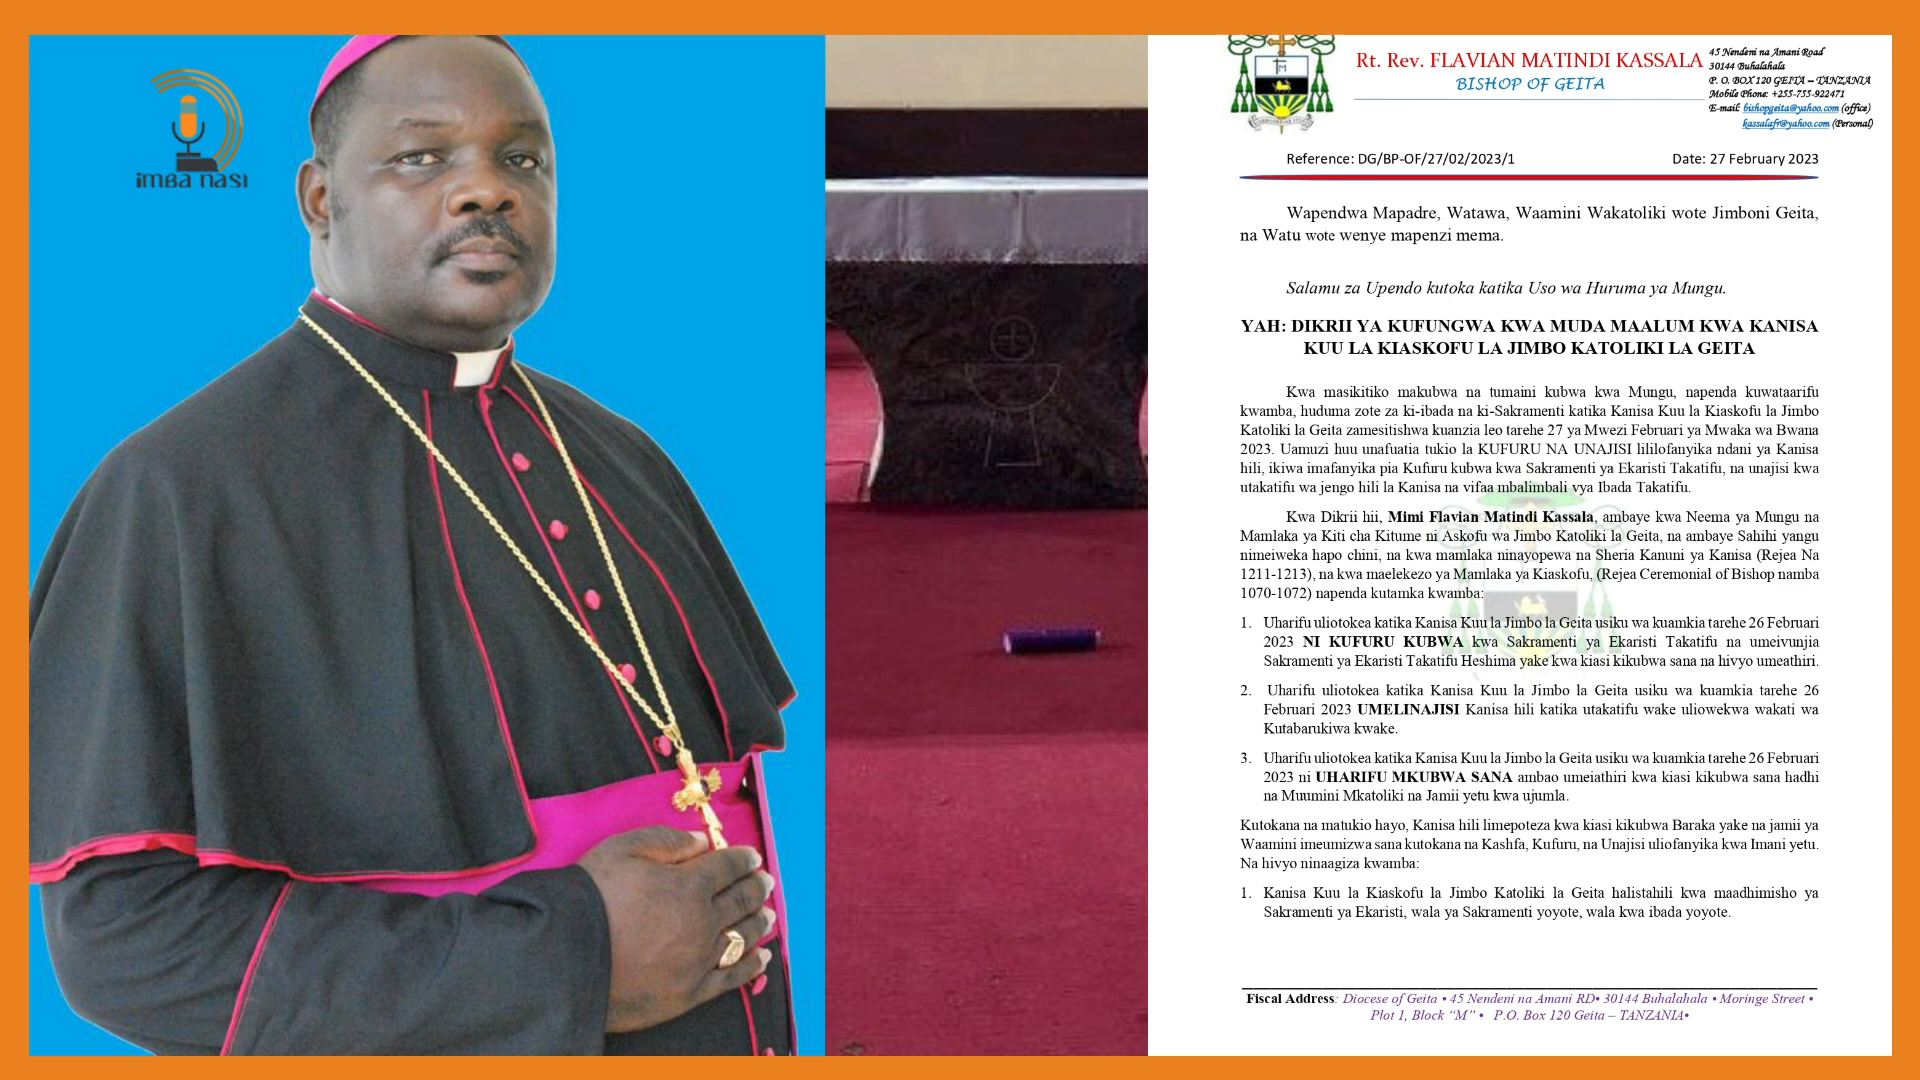 imba nasi
Rt. Rev. FLAVIAN MATINDI KASSALA
BISHOP OF GEITA
45 Nendeni na Amani Road
30144 Buhalahala
P. O. BOX 120 GEITA – TANZANIA
Mobile Phone: +255-755-922471
E-mail: bishopgeita@yahoo.com (office)
kassalafr@yahoo.com (Personal)
Reference: DG/BP-OF/27/02/2023/1 Date: 27 February 2023
Wapendwa Mapadre, Watawa, Waamini Wakatoliki wote Jimboni Geita,
na Watu wote wenye mapenzi mema.
Salamu za Upendo kutoka katika Uso wa Huruma ya Mungu.
YAH: DIKRII YA KUFUNGWA KWA MUDA MAALUM KWA KANISA
KUU LA KIASKOFU LA JIMBO KATOLIKI LA GEITA
Kwa masikitiko makubwa na tumaini kubwa kwa Mungu, napenda kuwataarifu
kwamba, huduma zote za ki-ibada na ki-Sakramenti katika Kanisa Kuu la Kiaskofu la Jimbo
Katoliki la Geita zamesitishwa kuanzia leo tarehe 27 ya Mwezi Februari ya Mwaka wa Bwana
2023. Uamuzi huu unafuatia tukio la KUFURU NA UNAJISI lililofanyika ndani ya Kanisa
hili, ikiwa imafanyika pia Kufuru kubwa kwa Sakramenti ya Ekaristi Takatifu, na unajisi kwa
utakatifu wa jengo hili la Kanisa na vifaa mbalimbali vya Ibada Takatifu.
Kwa Dikrii hii, Mimi Flavian Matindi Kassala, ambaye kwa Neema ya Mungu na
Mamlaka ya Kiti cha Kitume ni Askofu wa Jimbo Katoliki la Geita, na ambaye Sahihi yangu
nimeiweka hapo chini, na kwa mamlaka ninayopewa na Sheria Kanuni ya Kanisa (Rejea Na
1211-1213), na kwa maelekezo ya Mamlaka ya Kiaskofu, (Rejea Ceremonial of Bishop namba
1070-1072) napenda kutamka kwamba:
1. Uharifu uliotokea katika Kanisa Kuu la Jimbo la Geita usiku wa kuamkia tarehe 26 Februari
2023 NI KUFURU KUBWA kwa Sakramenti ya Ekaristi Takatifu na umeivunjia
Sakramenti ya Ekaristi Takatifu Heshima yake kwa kiasi kikubwa sana na hivyo umeathiri.
2. Uharifu uliotokea katika Kanisa Kuu la Jimbo la Geita usiku wa kuamkia tarehe 26
Februari 2023 UMELINAJISI Kanisa hili katika utakatifu wake uliowekwa wakati wa
Kutabarukiwa kwake.
3. Uharifu uliotokea katika Kanisa Kuu la Jimbo la Geita usiku wa kuamkia tarehe 26 Februari
2023 ni UHARIFU MKUBWA SANA ambao umeiathiri kwa kiasi kikubwa sana hadhi
na Muumini Mkatoliki na Jamii yetu kwa ujumla.
Kutokana na matukio hayo, Kanisa hili limepoteza kwa kiasi kikubwa Baraka yake na jamii ya
Waamini imeumizwa sana kutokana na Kashfa, Kufuru, na Unajisi uliofanyika kwa Imani yetu.
Na hivyo ninaagiza kwamba:
1. Kanisa Kuu la Kiaskofu la Jimbo Katoliki la Geita halistahili kwa maadhimisho ya
Sakramenti ya Ekaristi, wala ya Sakramenti yoyote, wala kwa ibada yoyote.
Fiscal Address: Diocese of Geita • 45 Nendeni na Amani RD• 30144 Buhalahala • Moringe Street •
Plot 1, Block “M” • P.O. Box 120 Geita – TANZANIA•